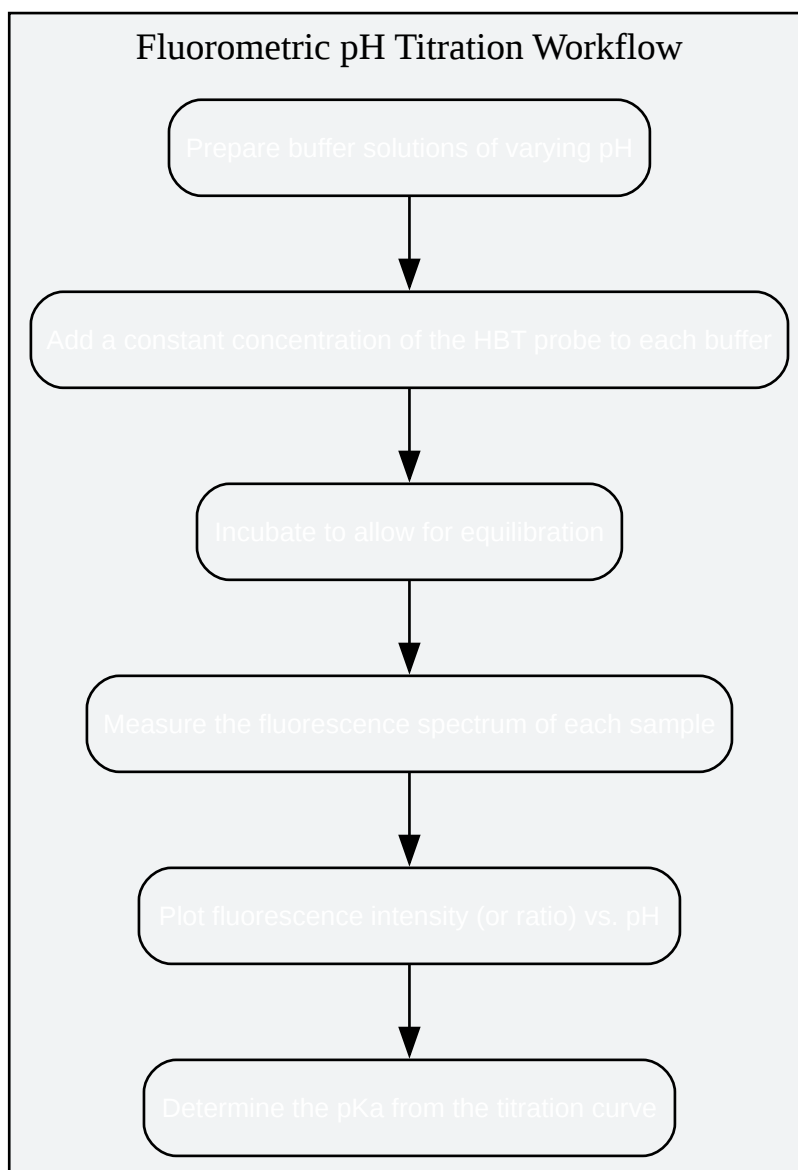 Fluorometric pH Titration Workflow
Prepare buffer solutions of varying pH
Add a constant concentration of the HBT probe to each buffer
Incubate to allow for equilibration
Measure the fluorescence spectrum of each sample
Plot fluorescence intensity (or ratio) vs. pH
Determine the pKa from the titration curve